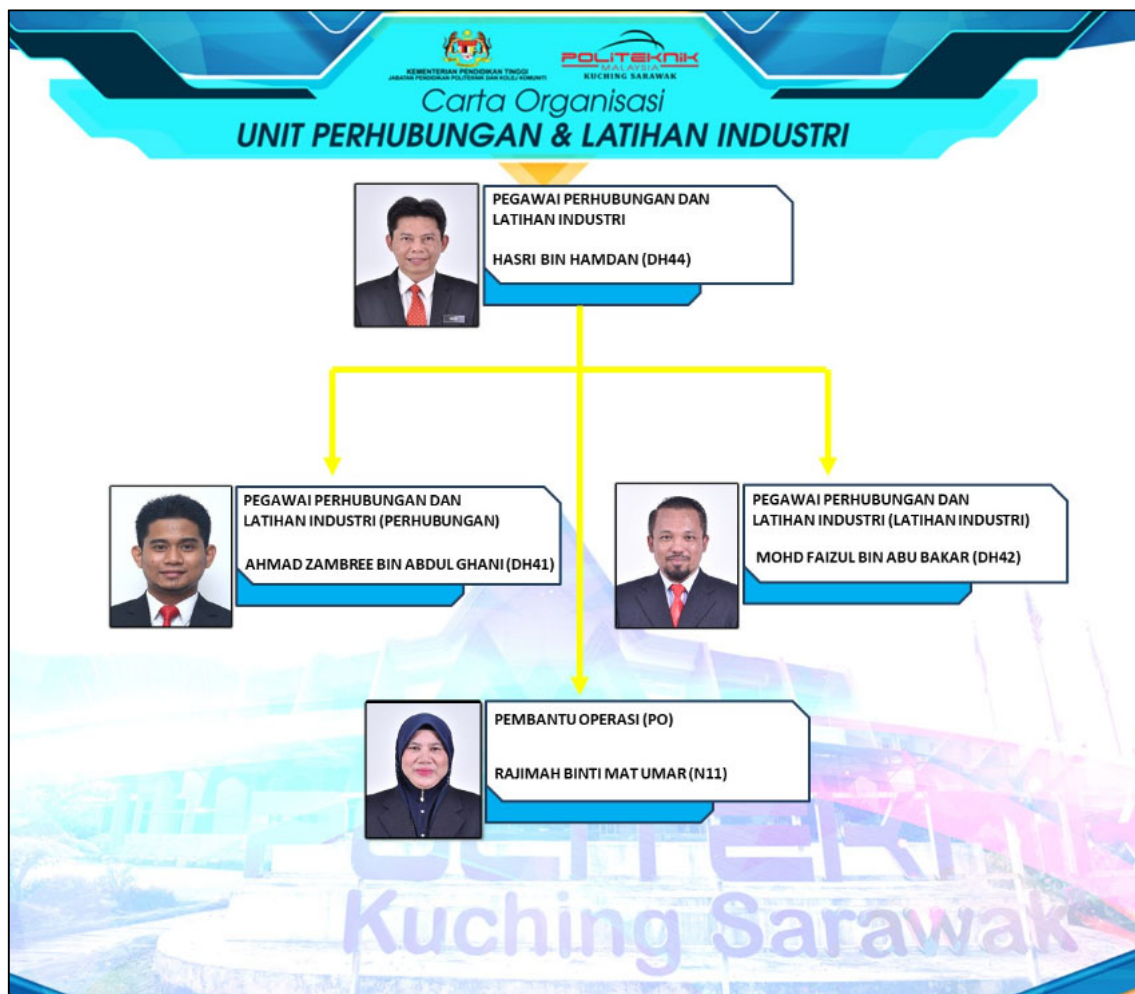 KEMENTERIAN PENDIDIKAN TINGGI
JABATAN PENDIDIKAN POLITEKNIK DAN KOLEJ KOMUNITI
POLITEKNIK
MALAYSIA
KUCHING SARAWAK
Carta Organisasi
UNIT PERHUBUNGAN & LATIHAN INDUSTRI
PEGAWAI PERHUBUNGAN DAN
LATIHAN INDUSTRI
HASRI BIN HAMDAN (DH44)
PEGAWAI PERHUBUNGAN DAN
LATIHAN INDUSTRI (PERHUBUNGAN)
AHMAD ZAMBREE BIN ABDUL GHANI (DH41)
PEGAWAI PERHUBUNGAN DAN
LATIHAN INDUSTRI (LATIHAN INDUSTRI)
MOHD FAIZUL BIN ABU BAKAR (DH42)
PEMBANTU OPERASI (PO)
RAJIMAH BINTI MAT UMAR (N11)
POLITEKNIK
Kuching Sarawak